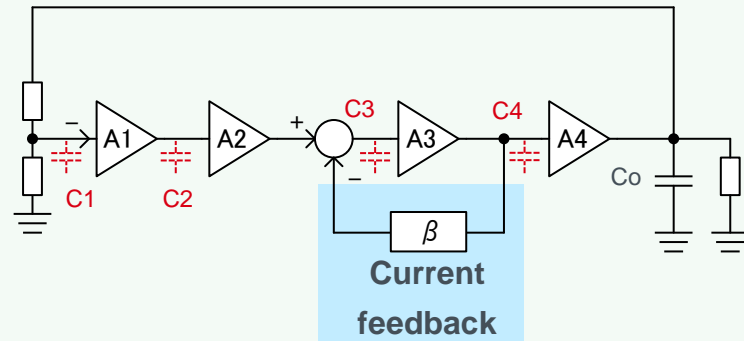 C3
C4
−
A1
A2
+
A3
A4
C1
C2
−
Co
β
Current
feedback